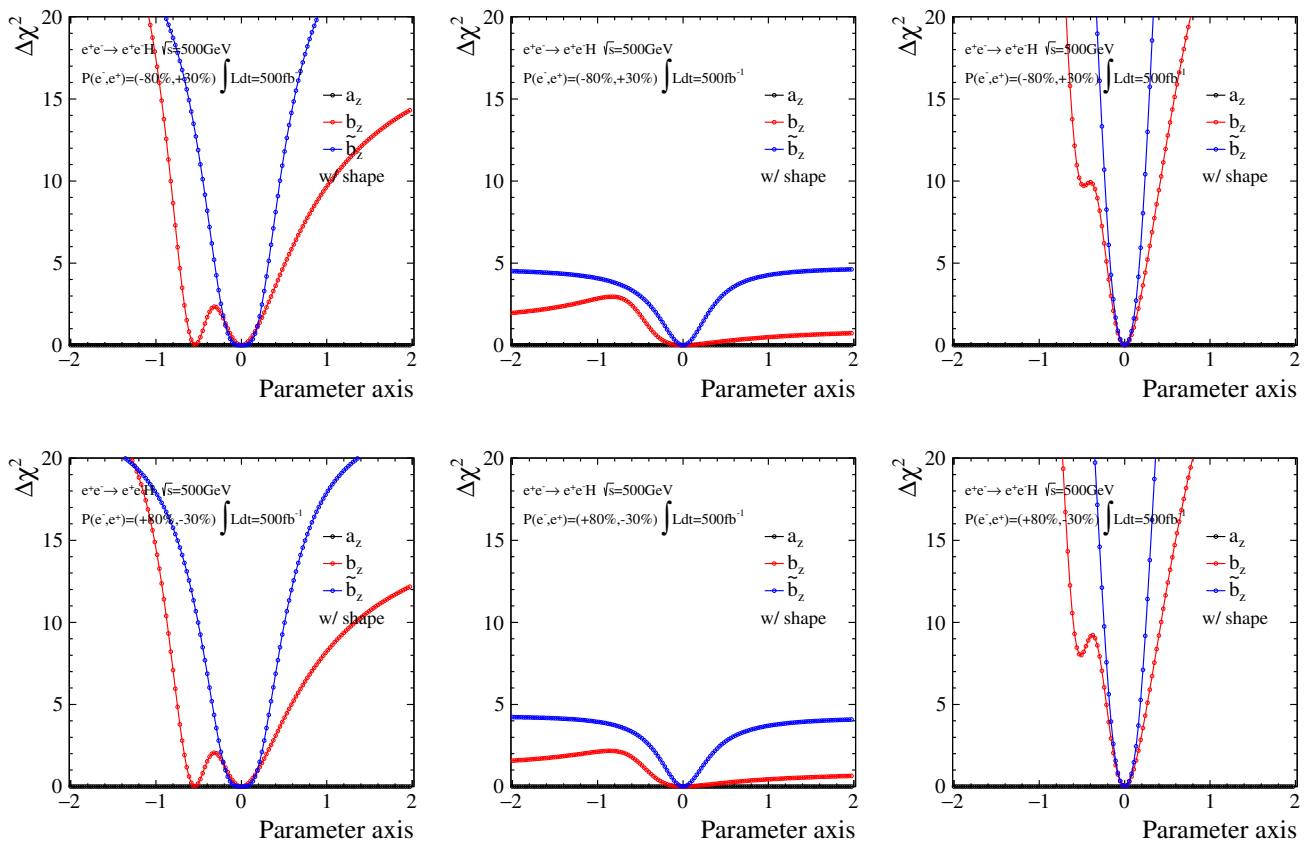 Δχ²
20
15
10
5
0
e⁺e⁻→ e⁺e⁻H √s=500GeV
P(e⁻,e⁺)=(-80%,+30%) ∫Ldt=500fb⁻¹
a_z
b_z
b̃_z
w/ shape
−2 −1 0 1 2
Parameter axis
Δχ²
20
15
10
5
0
e⁺e⁻→ e⁺e⁻H √s=500GeV
P(e⁻,e⁺)=(-80%,+30%) ∫Ldt=500fb⁻¹
a_z
b_z
b̃_z
w/ shape
−2 −1 0 1 2
Parameter axis
Δχ²
20
15
10
5
0
e⁺e⁻→ e⁺e⁻H √s=500GeV
P(e⁻,e⁺)=(-80%,+30%) ∫Ldt=500fb⁻¹
a_z
b_z
b̃_z
w/ shape
−2 −1 0 1 2
Parameter axis
Δχ²
20
15
10
5
0
e⁺e⁻→ e⁺e⁻H √s=500GeV
P(e⁻,e⁺)=(+80%,-30%) ∫Ldt=500fb⁻¹
a_z
b_z
b̃_z
w/ shape
−2 −1 0 1 2
Parameter axis
Δχ²
20
15
10
5
0
e⁺e⁻→ e⁺e⁻H √s=500GeV
P(e⁻,e⁺)=(+80%,-30%) ∫Ldt=500fb⁻¹
a_z
b_z
b̃_z
w/ shape
−2 −1 0 1 2
Parameter axis
Δχ²
20
15
10
5
0
e⁺e⁻→ e⁺e⁻H √s=500GeV
P(e⁻,e⁺)=(+80%,-30%) ∫Ldt=500fb⁻¹
a_z
b_z
b̃_z
w/ shape
−2 −1 0 1 2
Parameter axis